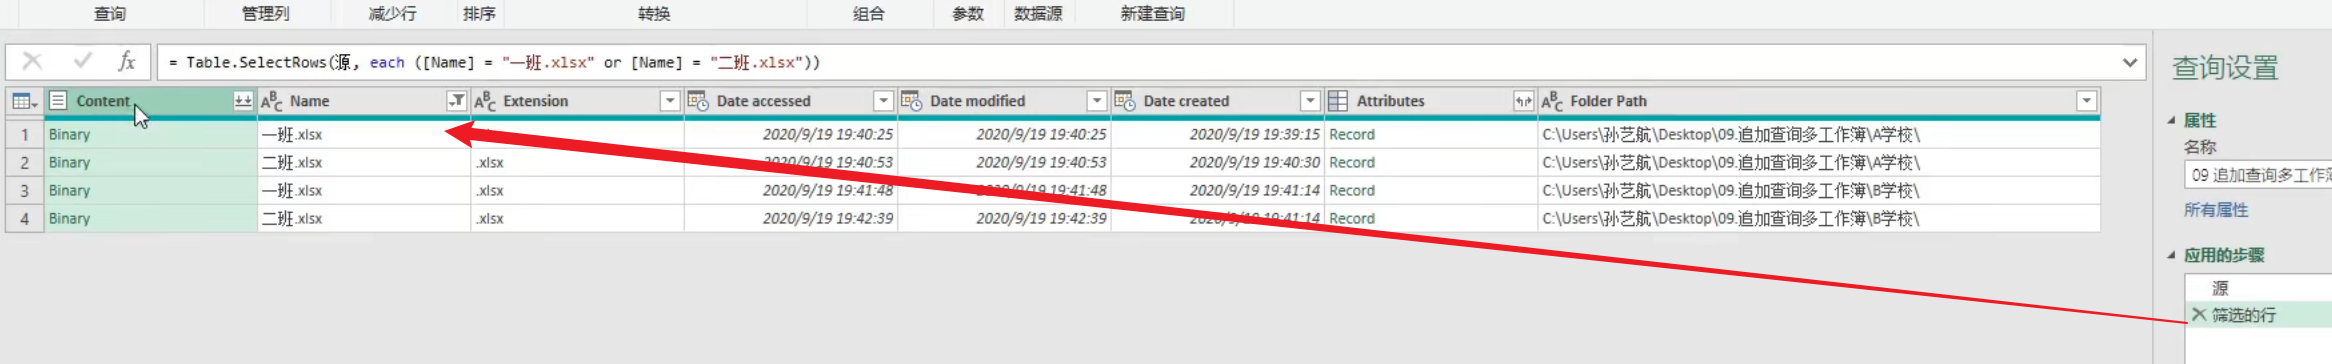 查询 管理列 减少行 排序 转换 组合 参数 数据源 新建查询
fx = Table.SelectRows(源, each ([Name] = "一班.xlsx" or [Name] = "二班.xlsx"))
查询设置
Content ABC Name ABC Extension Date accessed Date modified Date created Attributes ABC Folder Path
1 Binary 一班.xlsx 2020/9/19 19:40:25 2020/9/19 19:40:25 2020/9/19 19:39:15 Record C:\Users\孙艺航\Desktop\09.追加查询多工作簿\A学校\
2 Binary 二班.xlsx .xlsx 2020/9/19 19:40:53 2020/9/19 19:40:53 2020/9/19 19:40:30 Record C:\Users\孙艺航\Desktop\09.追加查询多工作簿\A学校\
3 Binary 一班.xlsx .xlsx 2020/9/19 19:41:48 2020/9/19 19:41:48 2020/9/19 19:41:14 Record C:\Users\孙艺航\Desktop\09.追加查询多工作簿\B学校\
4 Binary 二班.xlsx .xlsx 2020/9/19 19:42:39 2020/9/19 19:42:39 2020/9/19 19:41:14 Record C:\Users\孙艺航\Desktop\09.追加查询多工作簿\B学校\
属性
名称
09 追加查询多工作
所有属性
应用的步骤
源
筛选的行